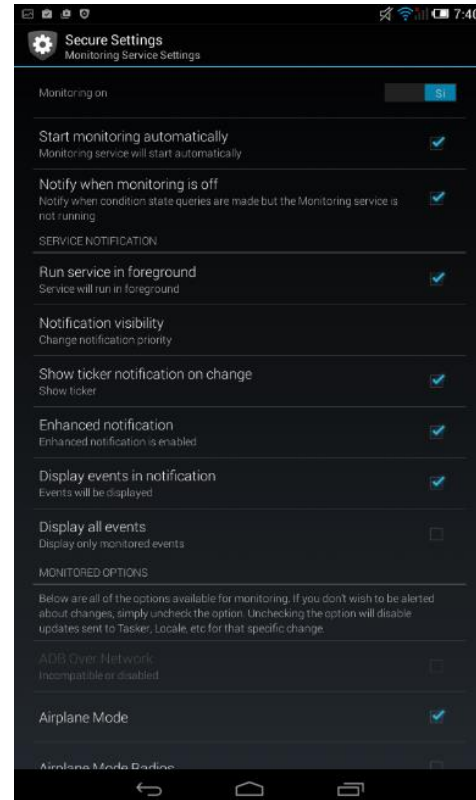 7:40
Secure Settings
Monitoring Service Settings
Monitoring on
Sì
Start monitoring automatically
Monitoring service will start automatically
Notify when monitoring is off
Notify when condition state queries are made but the Monitoring service is
not running
SERVICE NOTIFICATION
Run service in foreground
Service will run in foreground
Notification visibility
Change notification priority
Show ticker notification on change
Show ticker
Enhanced notification
Enhanced notification is enabled
Display events in notification
Events will be displayed
Display all events
Display only monitored events
MONITORED OPTIONS
Below are all of the options available for monitoring. If you don't wish to be alerted
about changes, simply uncheck the option. Unchecking the option will disable
updates sent to Tasker, Locale, etc for that specific change.
ADB Over Network
Incompatible or disabled
Airplane Mode
Airplane Mode Radios